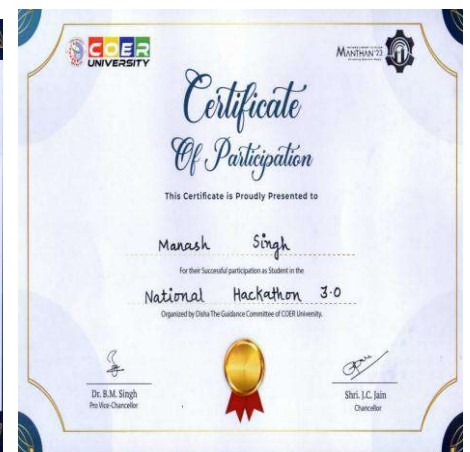 COER
UNIVERSITY
MANTHAN'23
Certificate
Of Participation
This Certificate is Proudly Presented to
Manash Singh
For their Successful participation as Student in the
National Hackathon 3.0
Organized by Disha The Guidance Committee of COER University.
Dr. B.M. Singh
Pro Vice-Chancellor
Shri. J.C. Jain
Chancellor